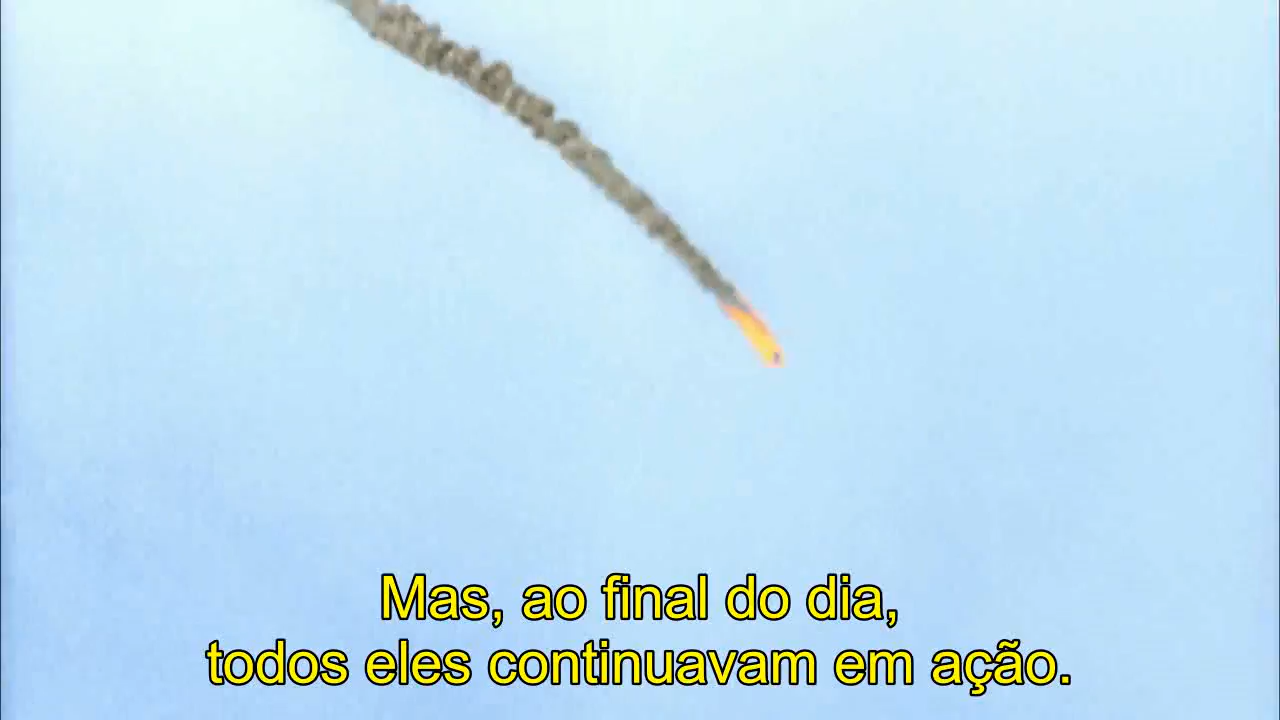 Mas, ao final do dia,
todos eles continuavam em ação.